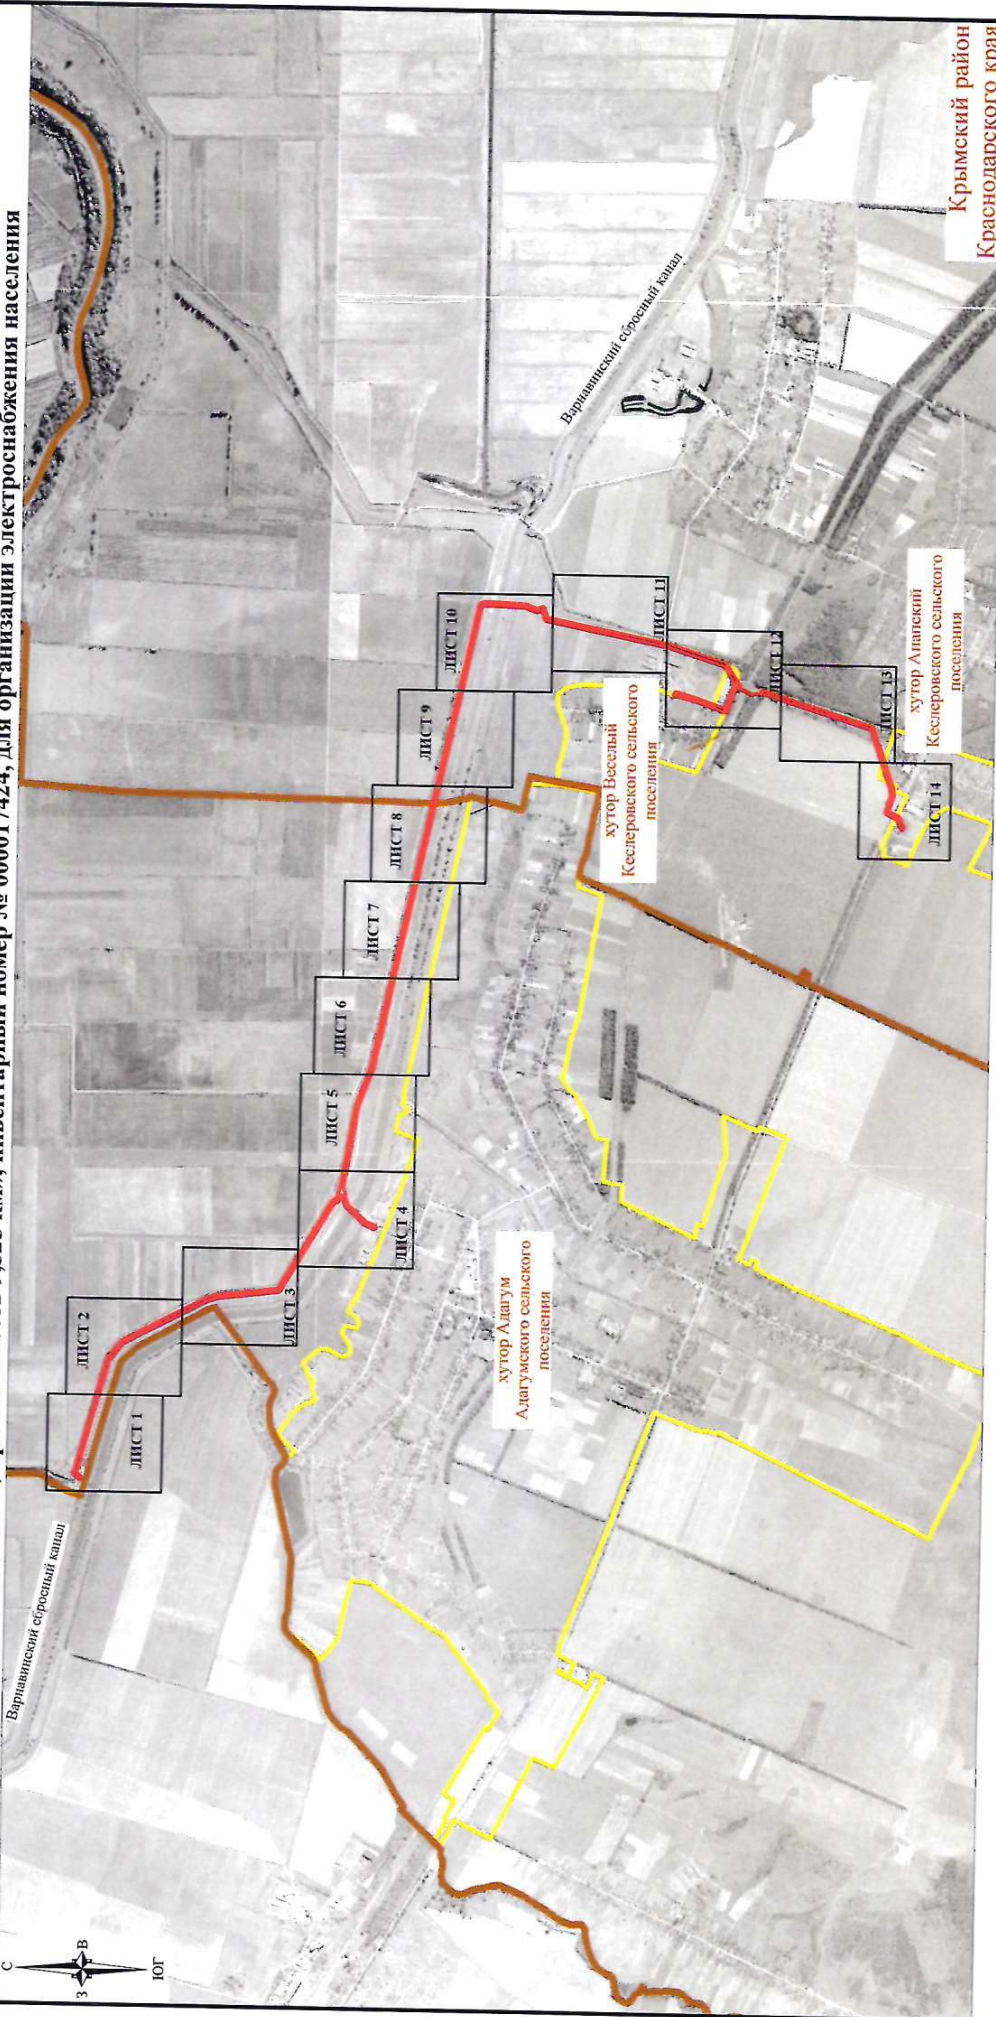 инвентарный номер № 000017424, для организации электроснабжения населения
С
З
В
ЮГ
Варнавинский сбросный канал
ЛИСТ 1
ЛИСТ 2
ЛИСТ 3
ЛИСТ 4
ЛИСТ 5
ЛИСТ 6
ЛИСТ 7
ЛИСТ 8
ЛИСТ 9
ЛИСТ 10
ЛИСТ 11
ЛИСТ 12
ЛИСТ 13
ЛИСТ 14
Варнавинский сбросный канал
хутор Адагум
Адагумского сельского
поселения
хутор Веселый
Кеслеровского сельского
поселения
хутор Анапский
Кеслеровского сельского
поселения
Крымский район
Краснодарского края